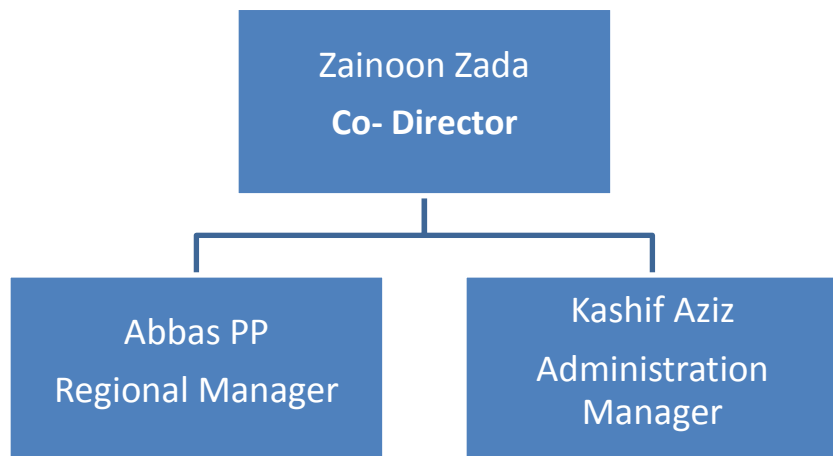 Zainoon Zada
Co- Director
Abbas PP
Regional Manager
Kashif Aziz
Administration
Manager